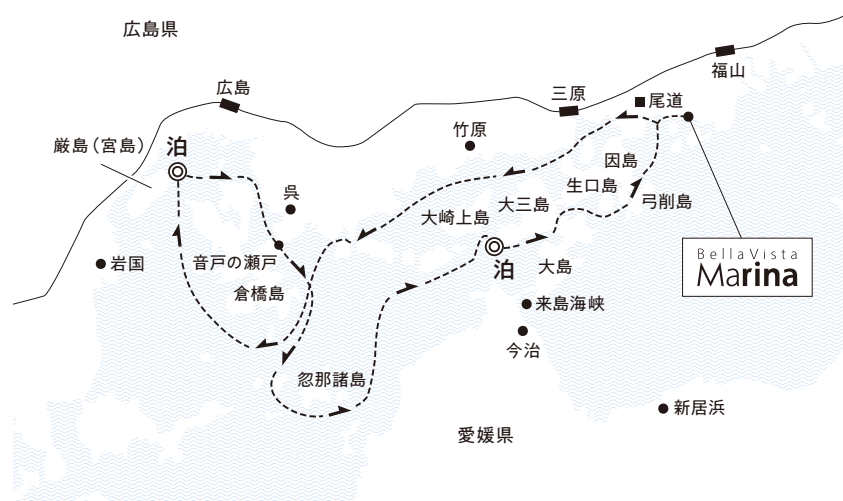 広島県
福山
広島
三原
尾道
竹原
厳島（宮島）
泊
因島
生口島
弓削島
呉
大三島
大崎上島
BellaVista
Marina
音戸の瀬戸
岩国
泊
大島
倉橋島
来島海峡
今治
忽那諸島
新居浜
愛媛県